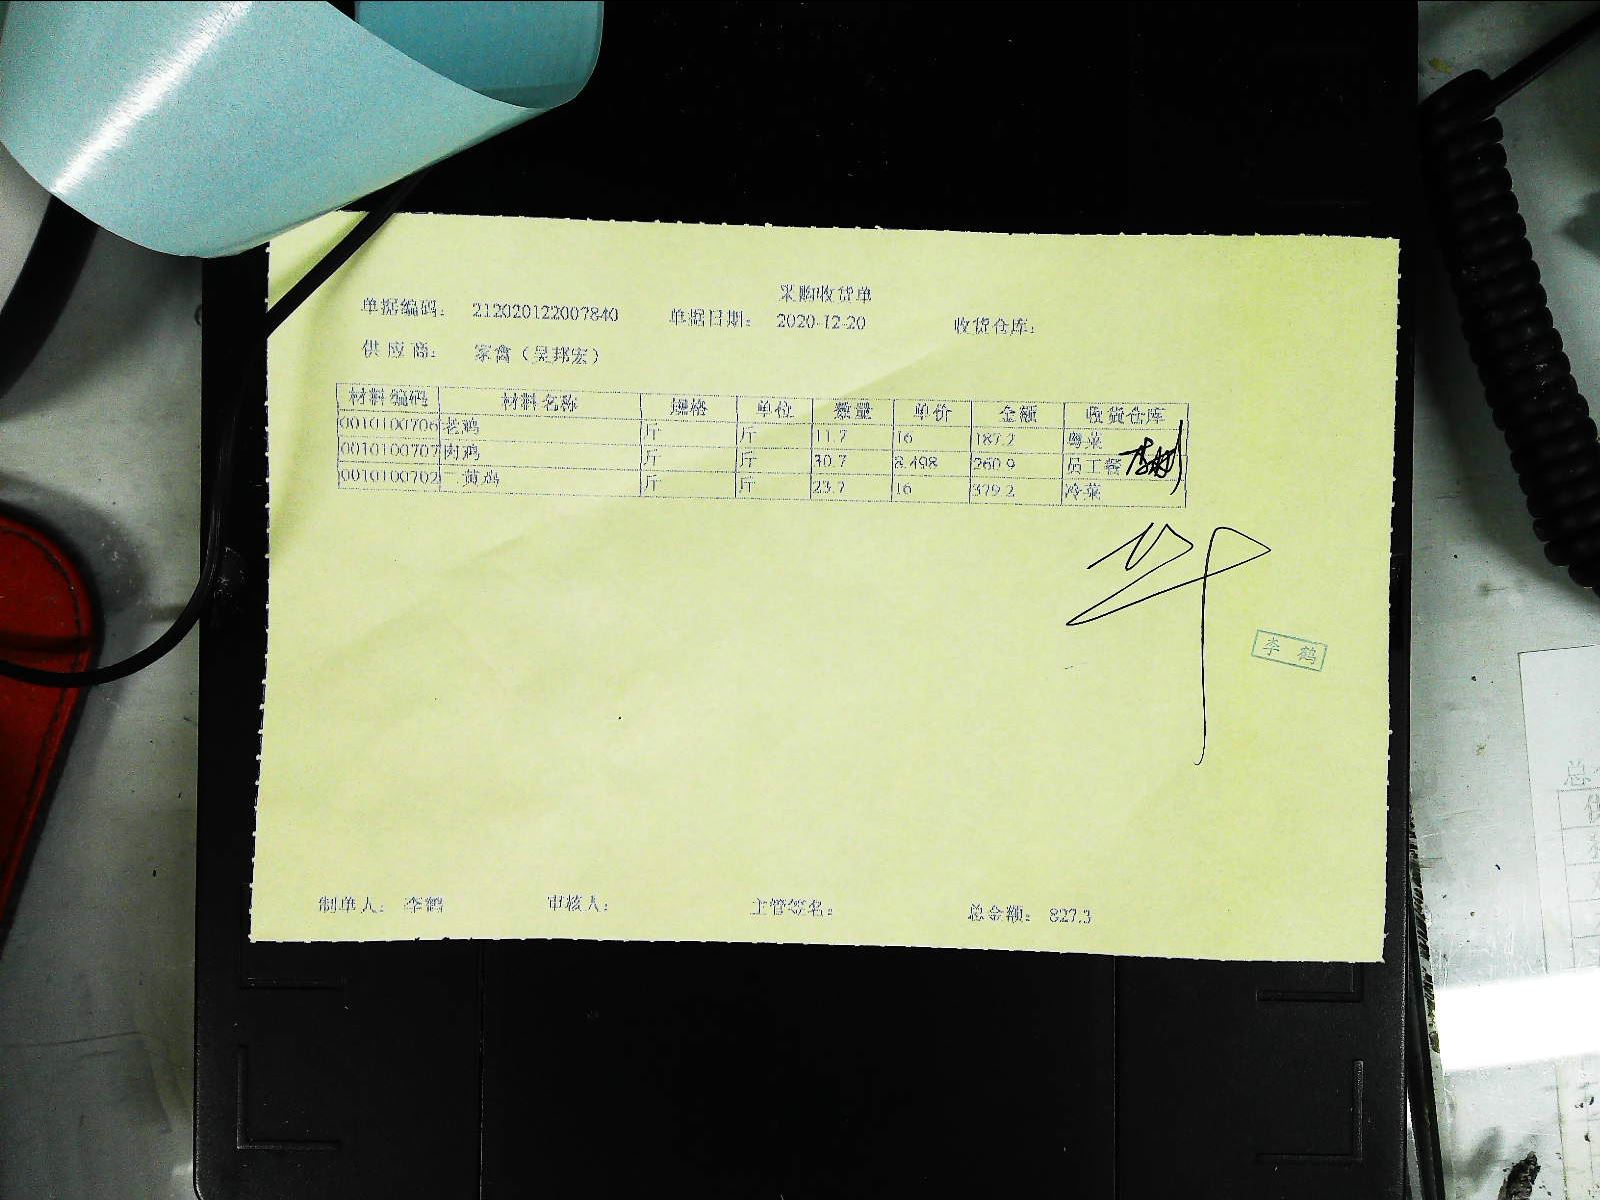 采购收货单
单据编码: 212020122007840 单据日期: 2020-12-20 收货仓库:
供应商: 家禽（吴邦宏）
材料编码 材料名称 规格 单位 数量 单价 金额 收货仓库
0010100706 老鸡 斤 斤 11.7 16 187.2 粤菜
0010100707 肉鸡 斤 斤 30.7 8.498 260.9 员工餐
0010100702 三黄鸡 斤 斤 23.7 16 379.2 冷菜
李鹤
制单人: 李鹤 审核人: 主管签名: 总金额: 827.3